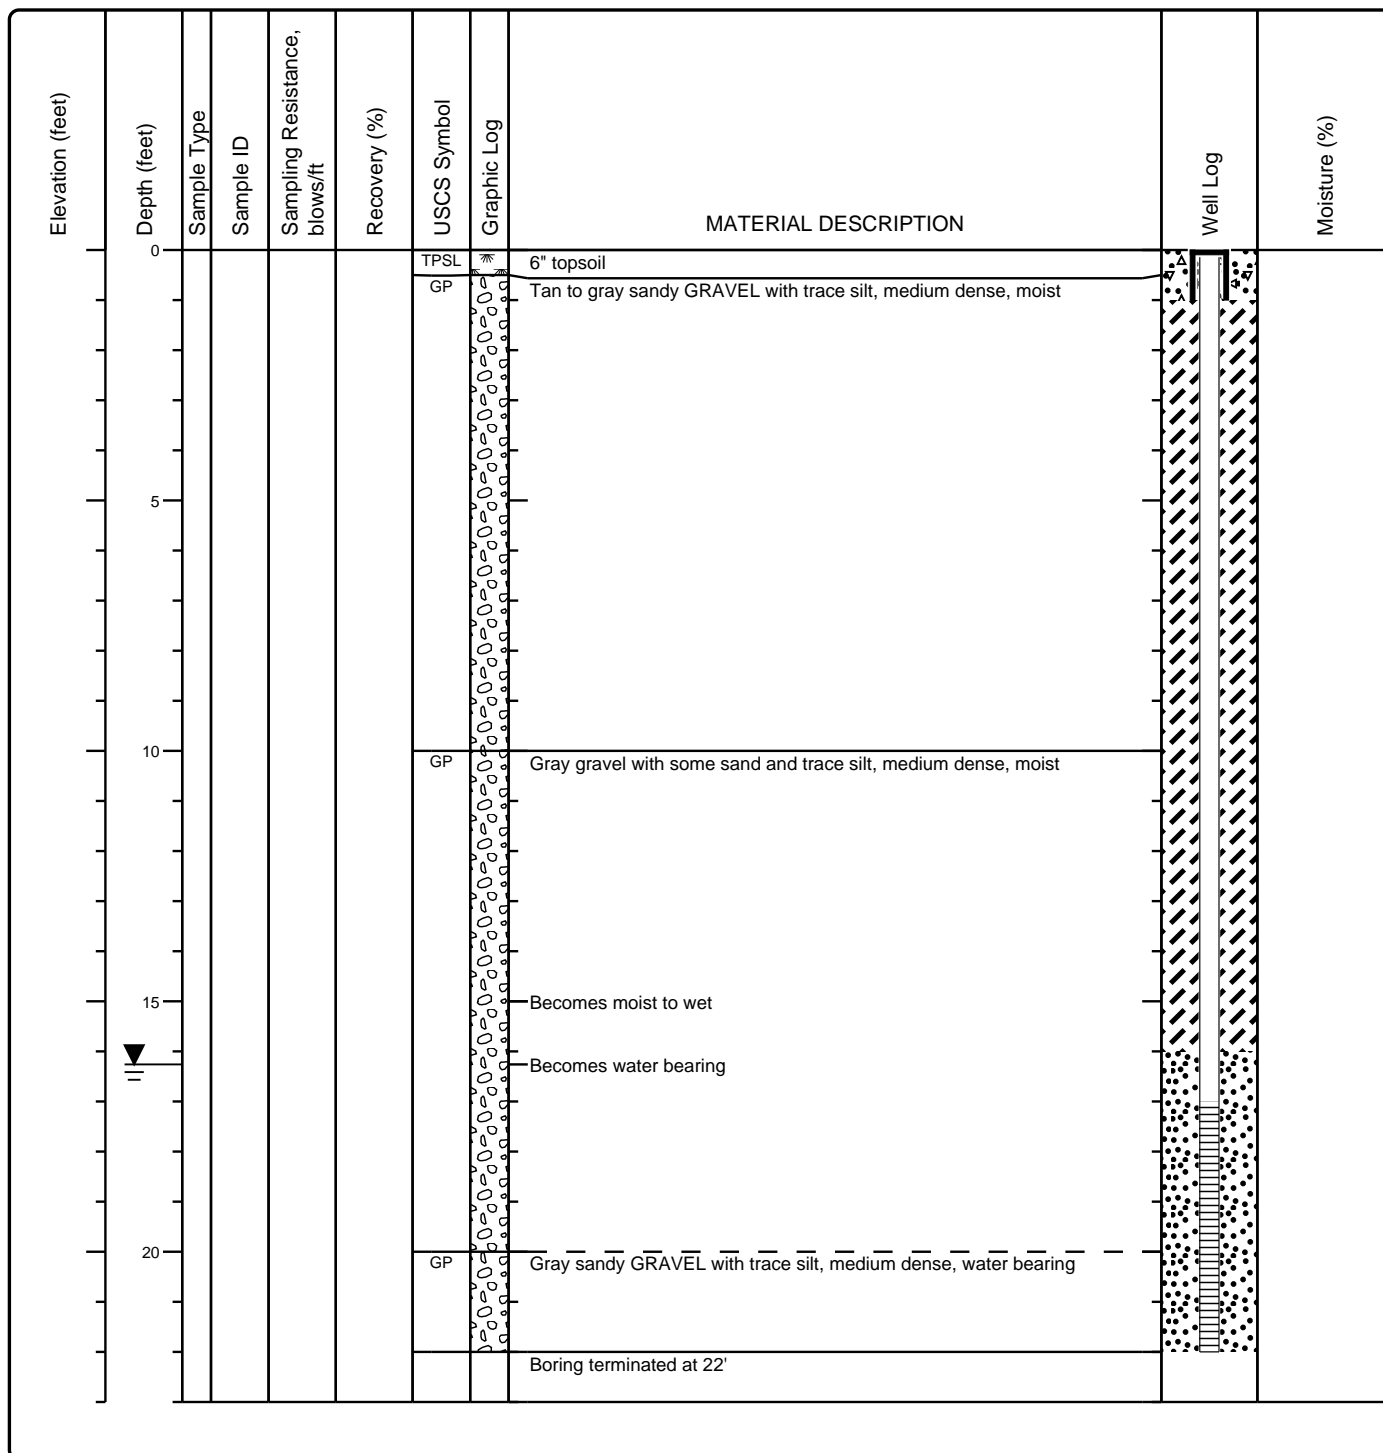 Elevation (feet)
Depth (feet)
Sample Type
Sample ID
Sampling Resistance,
blows/ft
Recovery (%)
USCS Symbol
Graphic Log
MATERIAL DESCRIPTION
Well Log
Moisture (%)
0
TPSL
6" topsoil
GP
Tan to gray sandy GRAVEL with trace silt, medium dense, moist
5
10
GP
Gray gravel with some sand and trace silt, medium dense, moist
15
Becomes moist to wet
Becomes water bearing
20
GP
Gray sandy GRAVEL with trace silt, medium dense, water bearing
Boring terminated at 22'